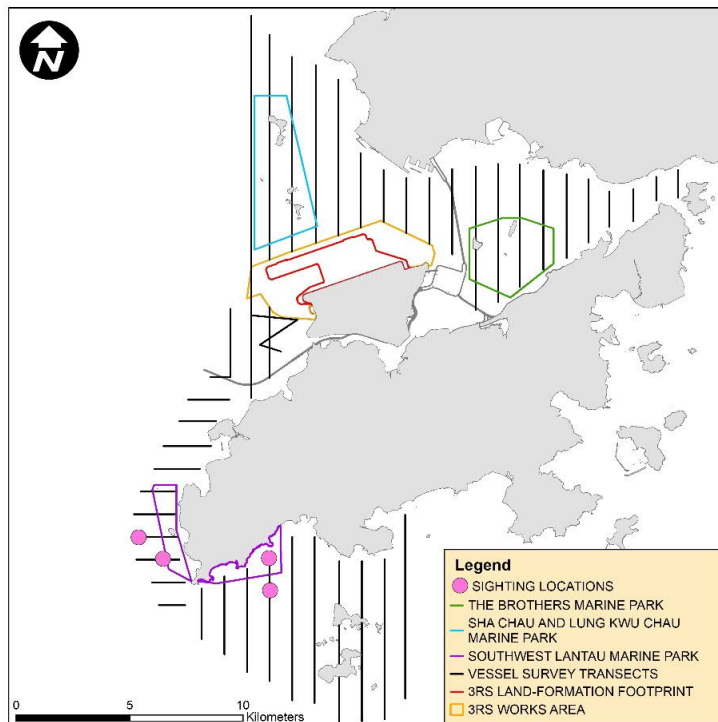 N
Legend
SIGHTING LOCATIONS
THE BROTHERS MARINE PARK
SHA CHAU AND LUNG KWU CHAU
MARINE PARK
SOUTHWEST LANTAU MARINE PARK
VESSEL SURVEY TRANSECTS
3RS LAND-FORMATION FOOTPRINT
3RS WORKS AREA
0 5 10
Kilometers